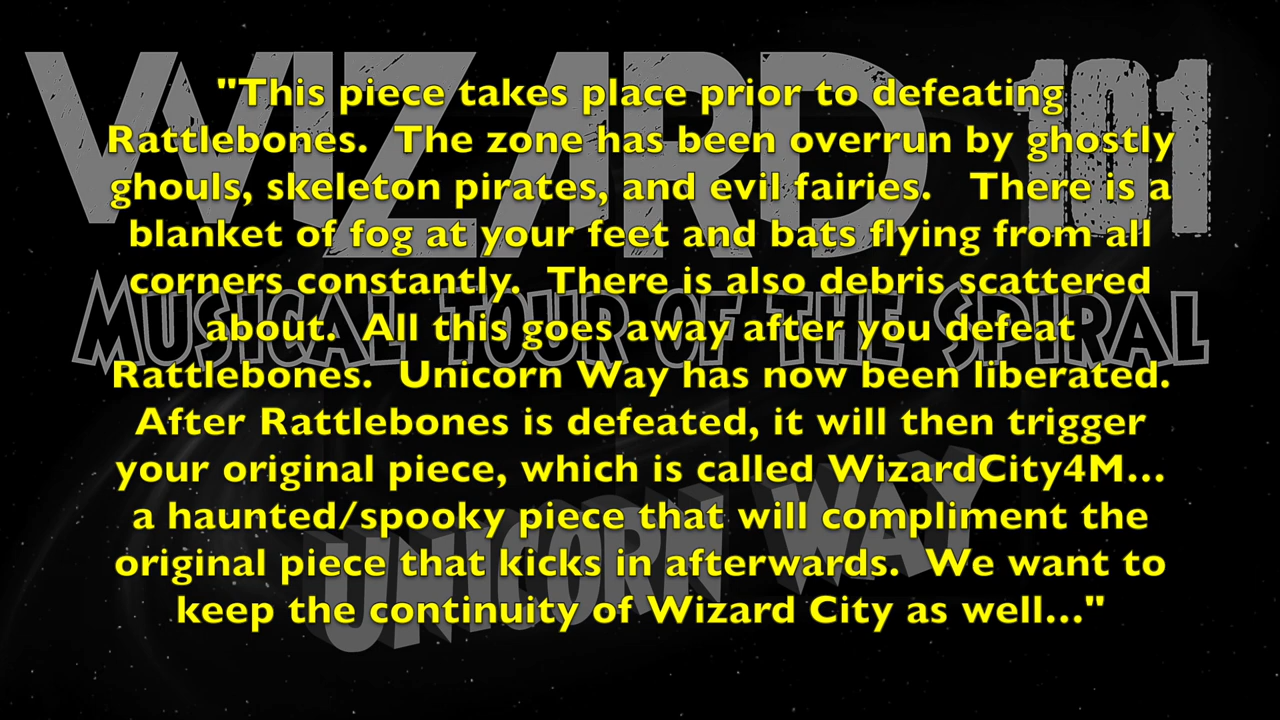 WIZARD 101
MUSICAL TOUR OF THE SPIRAL
UNICORN WAY
"This piece takes place prior to defeating
Rattlebones.  The zone has been overrun by ghostly
ghouls, skeleton pirates, and evil fairies.   There is a
blanket of fog at your feet and bats flying from all
corners constantly.  There is also debris scattered
about.  All this goes away after you defeat
Rattlebones.  Unicorn Way has now been liberated.
After Rattlebones is defeated, it will then trigger
your original piece, which is called WizardCity4M...
a haunted/spooky piece that will compliment the
original piece that kicks in afterwards.  We want to
keep the continuity of Wizard City as well..."